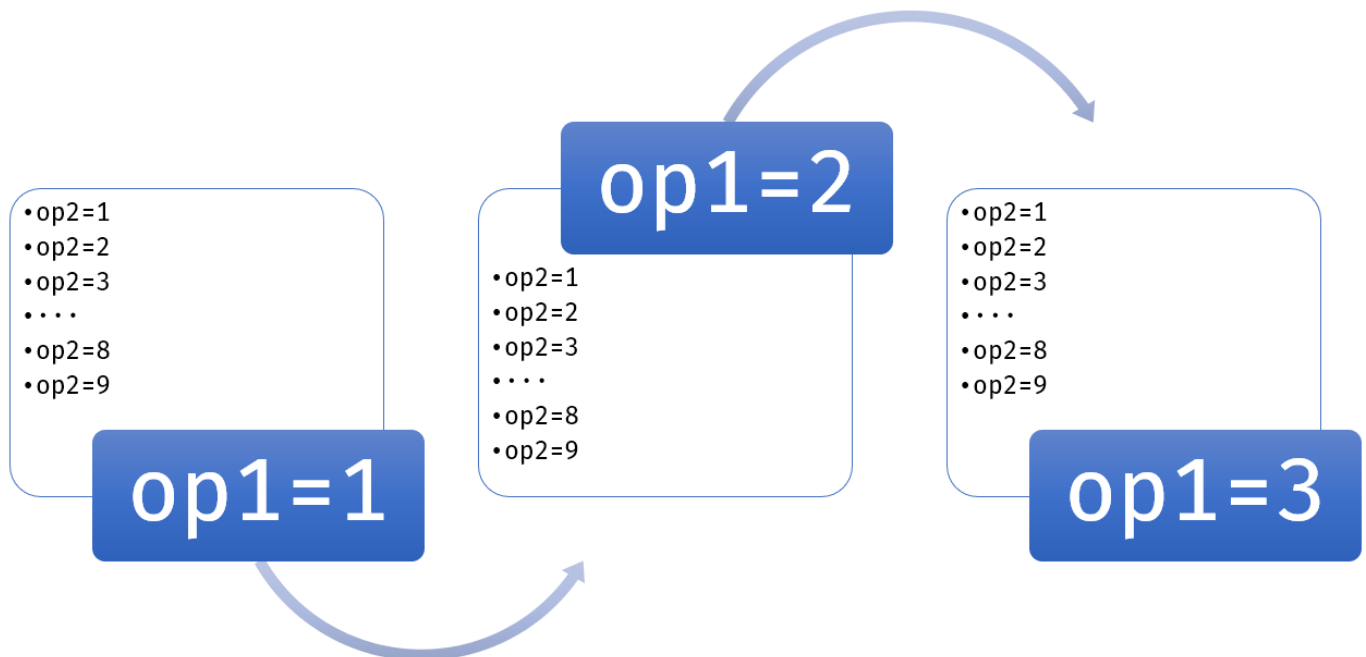 •op2=1
•op2=2
•op2=3
•····
•op2=8
•op2=9
op1=1
op1=2
•op2=1
•op2=2
•op2=3
•····
•op2=8
•op2=9
•op2=1
•op2=2
•op2=3
•····
•op2=8
•op2=9
op1=3